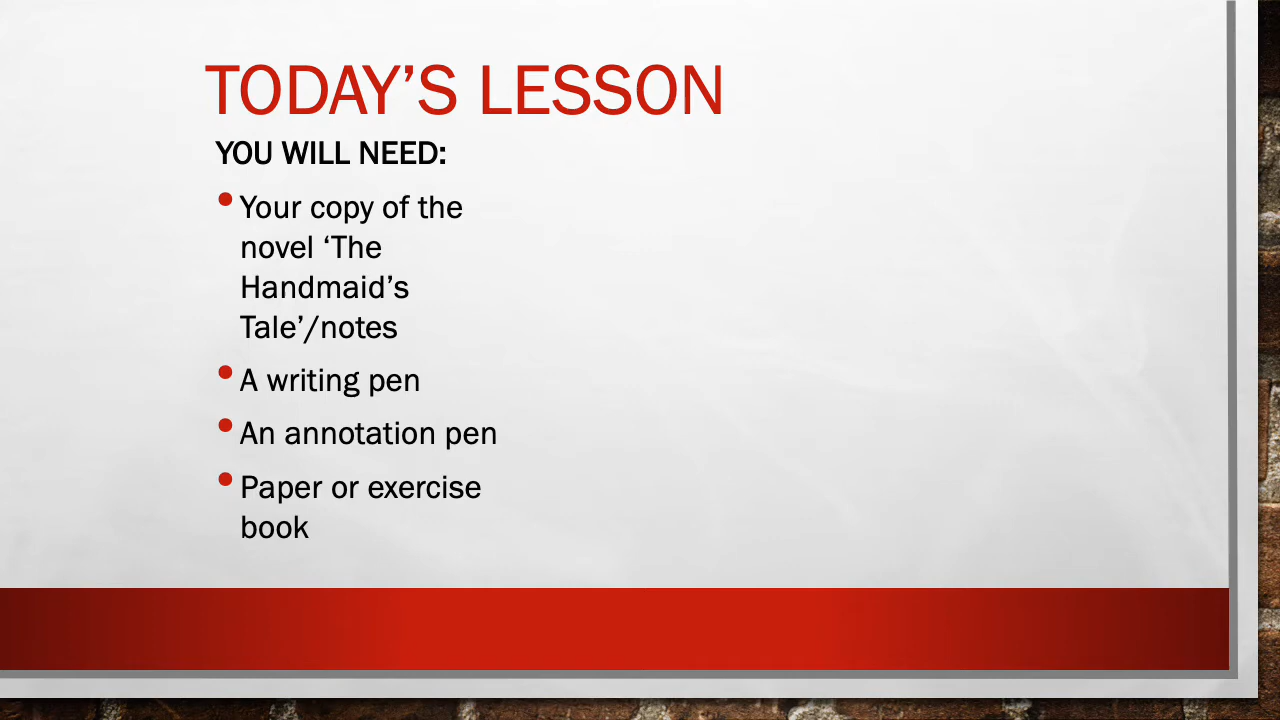 TODAY’S LESSON
YOU WILL NEED:
• Your copy of the
novel ‘The
Handmaid’s
Tale’/notes
• A writing pen
• An annotation pen
• Paper or exercise
book